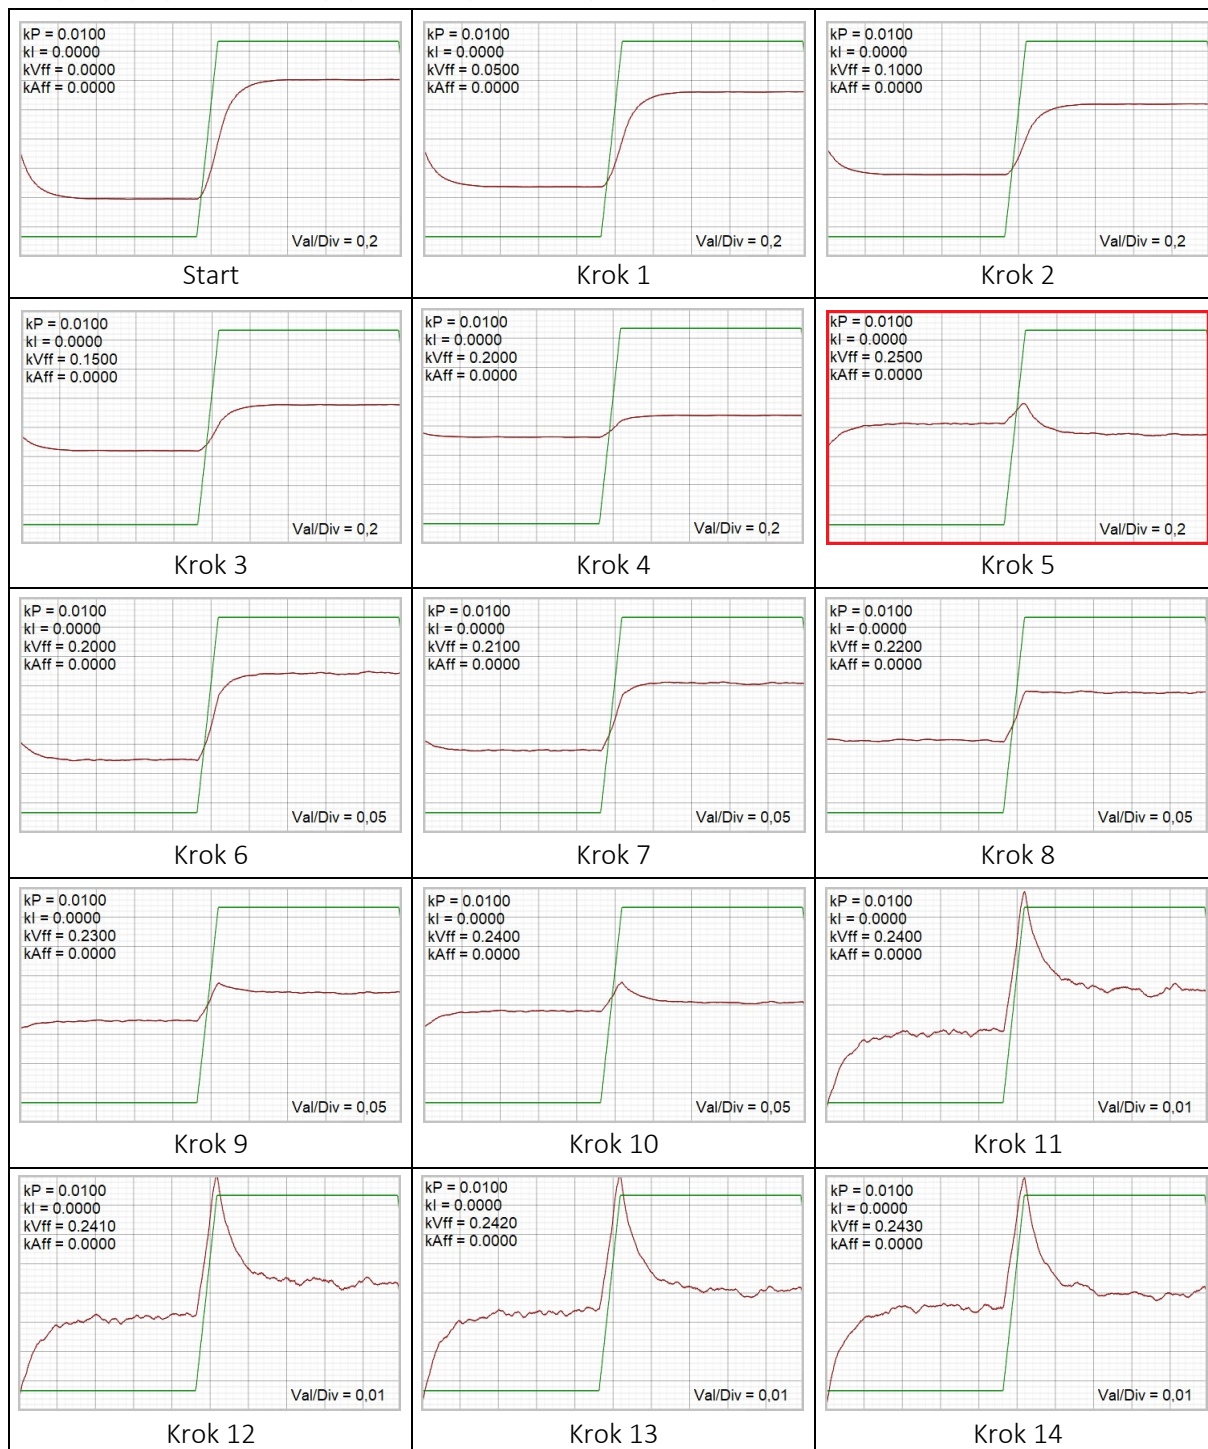 kP = 0.0100
kI = 0.0000
kVff = 0.0000
kAff = 0.0000
Val/Div = 0,2
Start
kP = 0.0100
kI = 0.0000
kVff = 0.0500
kAff = 0.0000
Val/Div = 0,2
Krok 1
kP = 0.0100
kI = 0.0000
kVff = 0.1000
kAff = 0.0000
Val/Div = 0,2
Krok 2
kP = 0.0100
kI = 0.0000
kVff = 0.1500
kAff = 0.0000
Val/Div = 0,2
Krok 3
kP = 0.0100
kI = 0.0000
kVff = 0.2000
kAff = 0.0000
Val/Div = 0,2
Krok 4
kP = 0.0100
kI = 0.0000
kVff = 0.2500
kAff = 0.0000
Val/Div = 0,2
Krok 5
kP = 0.0100
kI = 0.0000
kVff = 0.2000
kAff = 0.0000
Val/Div = 0,05
Krok 6
kP = 0.0100
kI = 0.0000
kVff = 0.2100
kAff = 0.0000
Val/Div = 0,05
Krok 7
kP = 0.0100
kI = 0.0000
kVff = 0.2200
kAff = 0.0000
Val/Div = 0,05
Krok 8
kP = 0.0100
kI = 0.0000
kVff = 0.2300
kAff = 0.0000
Val/Div = 0,05
Krok 9
kP = 0.0100
kI = 0.0000
kVff = 0.2400
kAff = 0.0000
Val/Div = 0,05
Krok 10
kP = 0.0100
kI = 0.0000
kVff = 0.2400
kAff = 0.0000
Val/Div = 0,01
Krok 11
kP = 0.0100
kI = 0.0000
kVff = 0.2410
kAff = 0.0000
Val/Div = 0,01
Krok 12
kP = 0.0100
kI = 0.0000
kVff = 0.2420
kAff = 0.0000
Val/Div = 0,01
Krok 13
kP = 0.0100
kI = 0.0000
kVff = 0.2430
kAff = 0.0000
Val/Div = 0,01
Krok 14